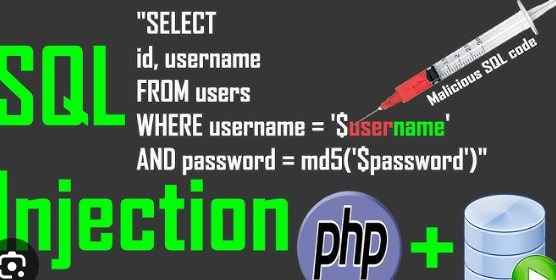 "SELECT
id, username
FROM users
WHERE username = '$username'
AND password = md5('$password')"
Malicious SQL code
SQL
Injection
php